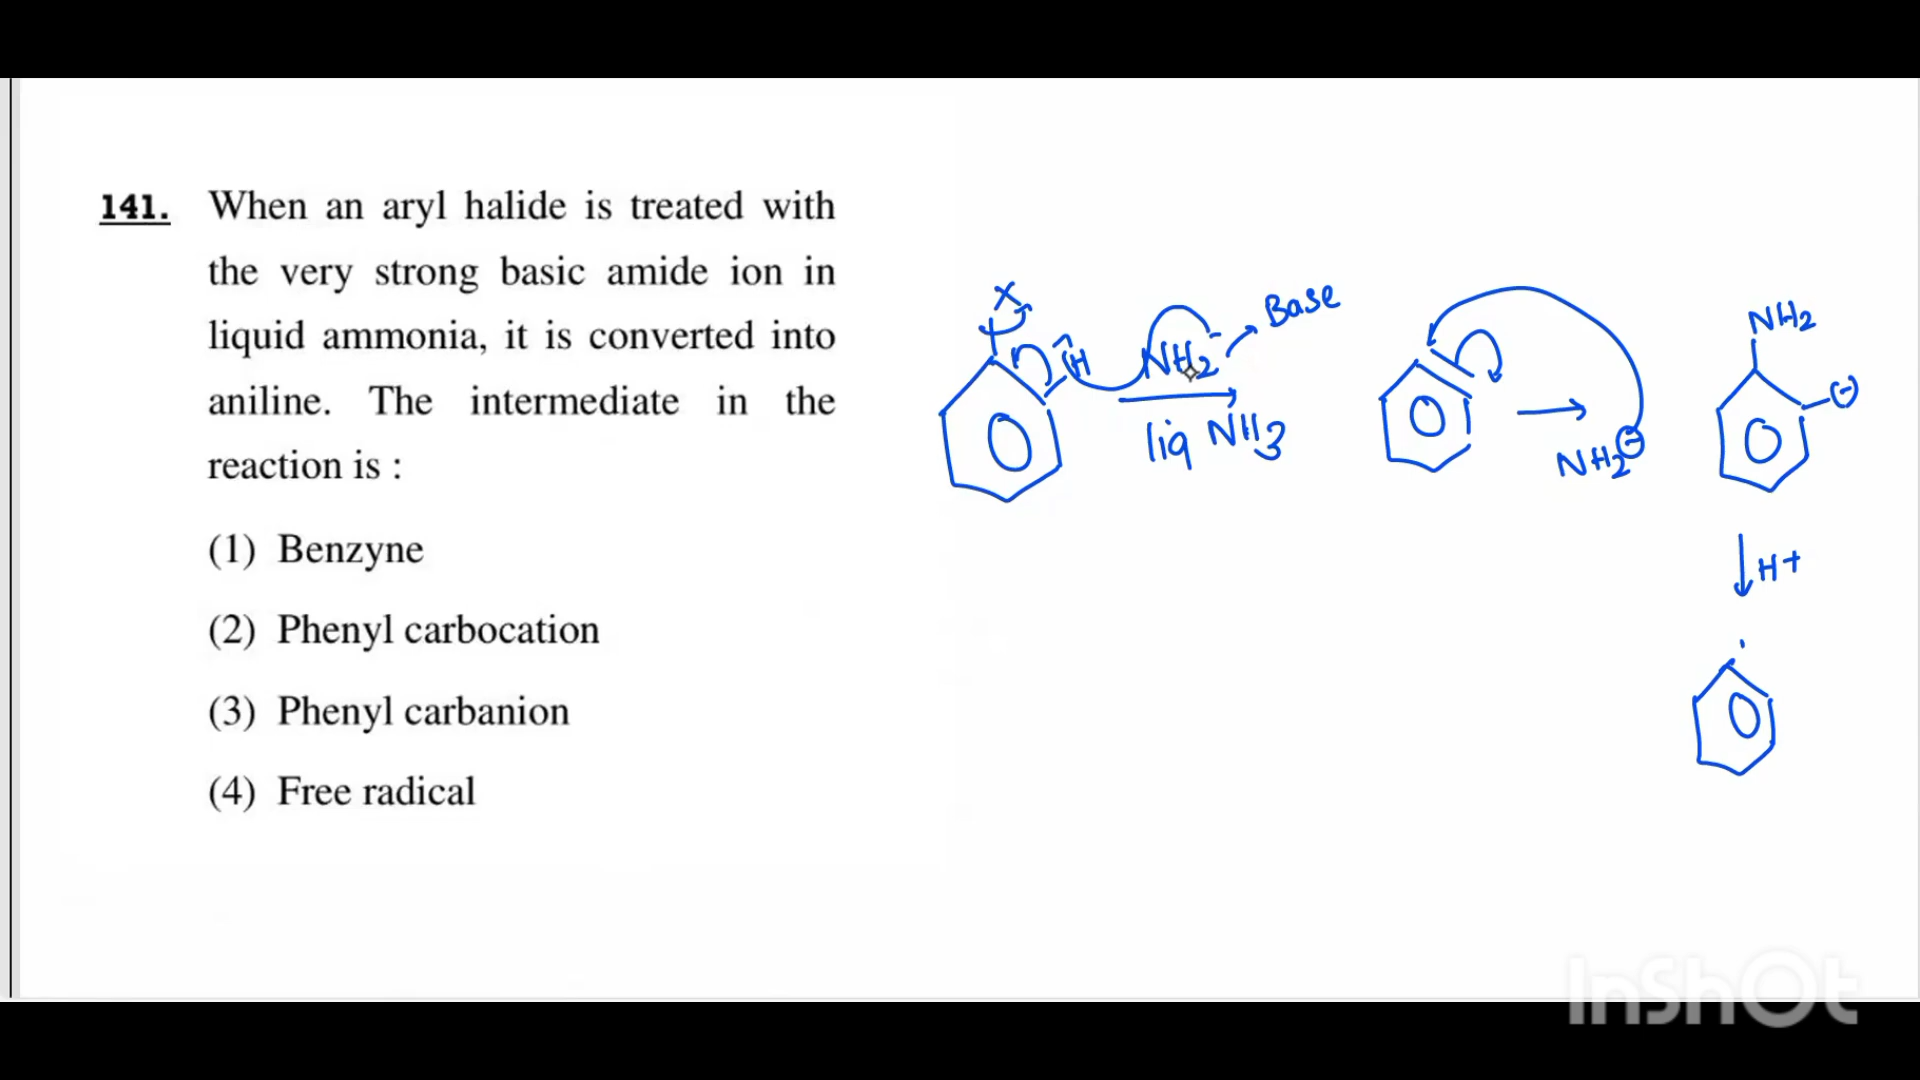 141. When an aryl halide is treated with
the very strong basic amide ion in
liquid ammonia, it is converted into
aniline. The intermediate in the
reaction is :
(1) Benzyne
(2) Phenyl carbocation
(3) Phenyl carbanion
(4) Free radical
X
H
NH2-
Base
liq NH3
NH2⊖
NH2
(-)
H+
InShOt